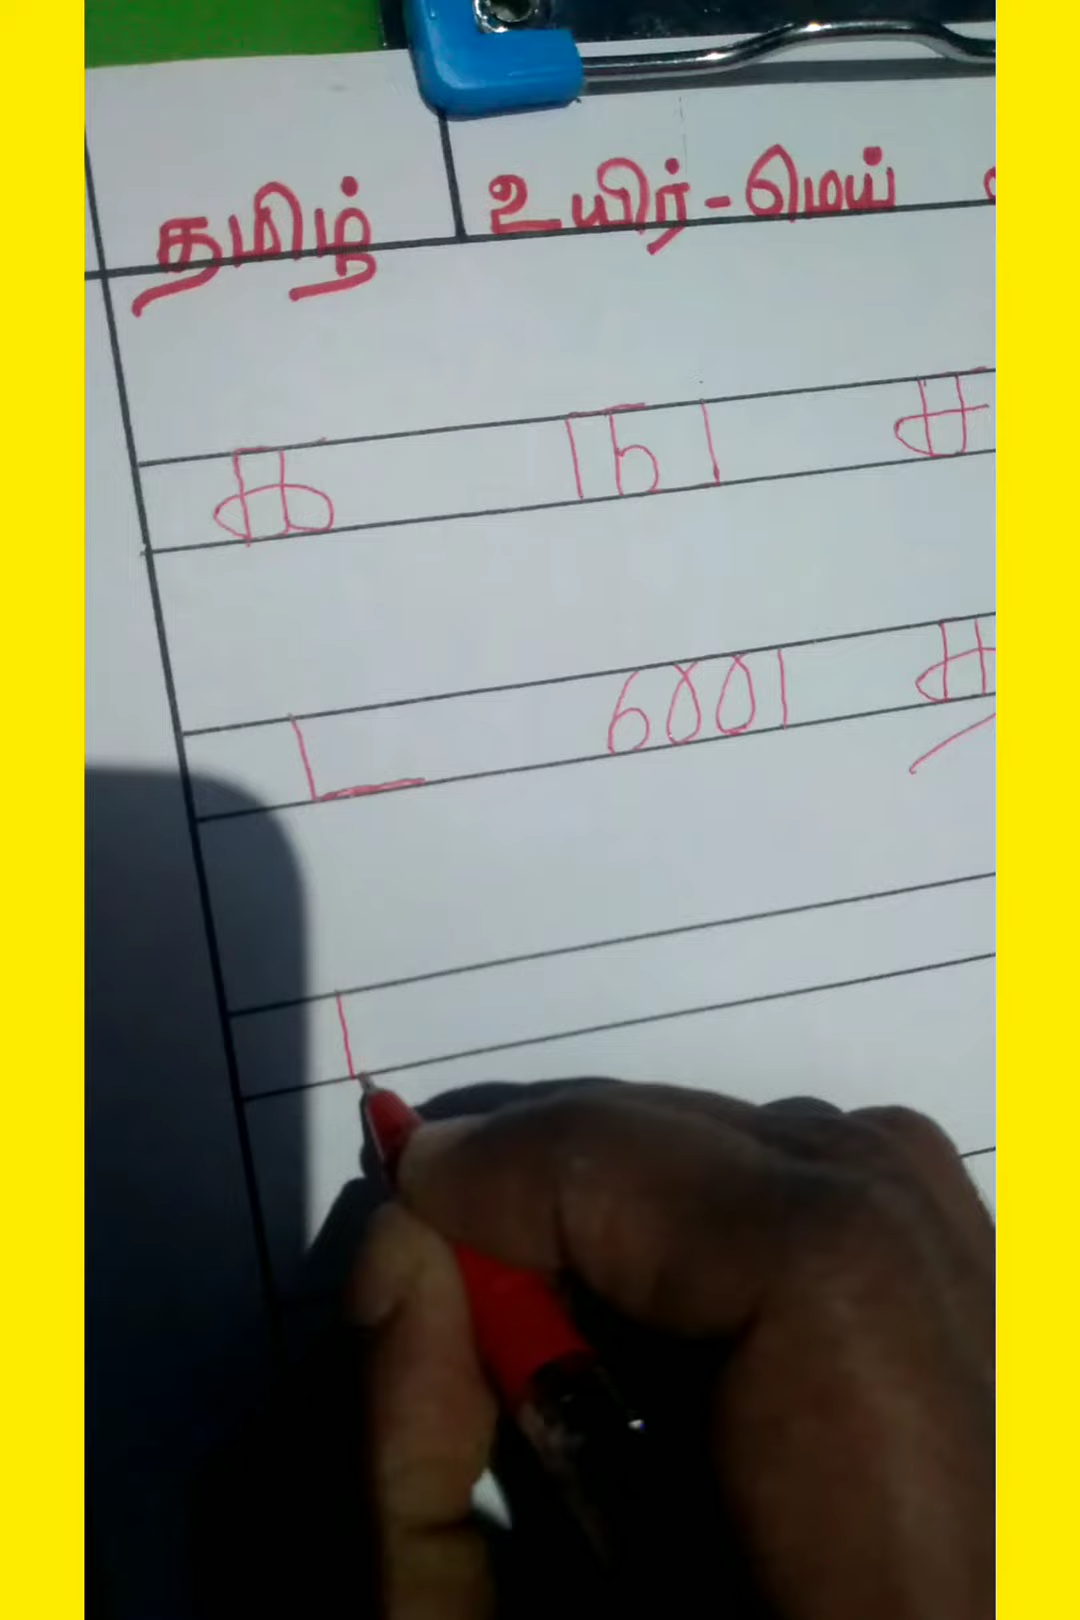 தமிழ் உயிர்-மெய்
க ங ச
ட ண த